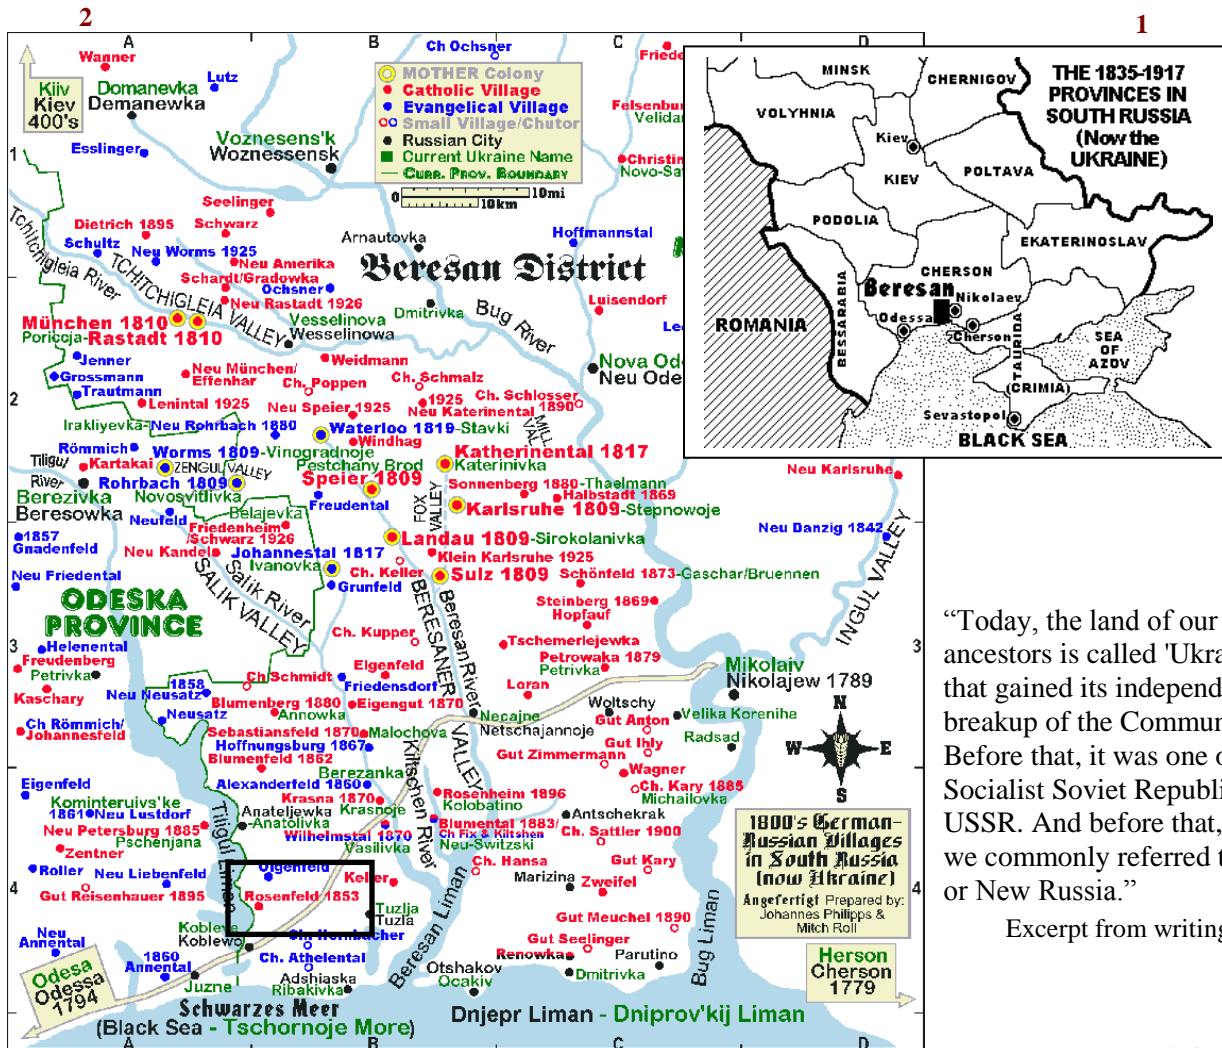 2
1
A
B
C
D
Wanner
Lutz
Ch Ochsner
Kiiv
Kiev
400's
Domanevka
Demanewka
MOTHER Colony
Catholic Village
Evangelical Village
Small Village/Chutor
Russian City
Current Ukraine Name
CURR. PROV. BOUNDARY
0
10mi
10km
Voznesens'k
Woznessensk
Esslinger
1
Seelinger
Dietrich 1895
Schwarz
Schultz
Neu Worms 1925
Arnautovka
Hoffmannstal
Neu Amerika
Schardt/Gradowka
Ochsner
Beresan District
Tchitchigleia River
TCHITCHIGLEIA VALLEY
Neu Rastadt 1926
Vesselinova
Wesselinowa
Dmitrivka
Bug River
Luisendorf
München 1810
Rastadt 1810
Poriccja-
Jenner
Grossmann
Trautmann
Neu München/
Effenhar
Weidmann
Ch. Poppen
Ch. Schmalz
Ch. Schlosser
Nova Od
Neu Ode
2
Lenintal 1925
Neu Speier 1925
1925
Neu Katerinental 1890
Irakliyevka-Neu Rohrbach 1880
Waterloo 1819-Stavki
Windhag
MILL VAL
Römmich
Worms 1809-Vinogradnoje
Katherinental 1817
Katerinivka
Tiligul
River
Kartakai
ZENGUL VALLEY
Rohrbach 1809
Pestchany Brod
Speier 1809
Sonnenberg 1880-Thaelmann
Halbstadt 1869
Neu Karlsruhe
Berezivka
Beresowka
Novosvitlivka
Freudental
FOX VALLEY
Karlsruhe 1809-Stepnowoje
Neufeld
Belajevka
Friedenheim
/Schwarz 1926
Landau 1809-Sirokolanivka
Neu Danzig 1842
1857
Gnadenfeld
Neu Kandel
Johannestal 1817
Ivanovka
Klein Karlsruhe 1925
Ch. Keller
Sulz 1809
Schönfeld 1873-Gaschar/Bruennen
Neu Friedental
Grunfeld
Salik River
SALIK VALLEY
Steinberg 1869
Hopfauf
INGUL VALLEY
ODESKA
PROVINCE
Ch. Kupper
BERESANER VALLEY
Beresan River
Tschemerlejewka
3
Helenental
Freudenberg
Petrivka
Kaschary
Ch Schmidt
Eigenfeld
Friedensdorf
Petrowaka 1879
Petrivka
Mikolaiv
Nikolajew 1789
1858
Neu Neusatz
Blumenberg 1880
Annowka
Eigengut 1870
Loran
Ch Römmich/
Johannesfeld
Neusatz
Sebastiansfeld 1870
Malochova
Hoffnungsburg 1867
Blumenfeld 1862
Necajne
Netschajannoje
Woltschy
Gut Anton
Velika Koreniha
Gut Ihly
Radsad
Gut Zimmermann
Wagner
N
W
E
S
Eigenfeld
Berezanka
Alexanderfeld 1860
Kiltschen River
Ch. Kary 1885
Michailovka
Kominteruivs'ke
1861
Neu Lustdorf
Anateljewka
-Anatolivka
Krasna 1870
Krasnoje
Rosenheim 1896
Kolobatino
Antschekrak
Neu Petersburg 1885
Pschenjana
Wilhelmstal 1870
Vasilivka
Blumental 1883/
Ch Fix & Kiltshen
Neu-Switzski
Ch. Sattler 1900
Zentner
Roller
Neu Liebenfeld
Tiligul Liman
Olgenfeld
Keller
Ch. Hansa
Marizina
Gut Kary
Zweifel
4
Gut Reisenhauer 1895
Rosenfeld 1853
Tuzlja
Tuzla
Gut Meuchel 1890
Koblevo
Koblewo
Ch. Hornbacher
Beresan Liman
Gut Seelinger
Renowka
Parutino
Bug Liman
Neu
Annental
1860
Annental
Ch. Athelental
Otshakov
Ocakiv
Dmitrivka
Odesa
Odessa
1794
Juzne
Adshiaska
Ribakivka
Herson
Cherson
1779
Schwarzes Meer
(Black Sea - Tschornoje More)
Dnjepr Liman - Dniprov'kij Liman
A
B
C
D
1800's German-
Russian Villages
in South Russia
(now Ukraine)
Angefertigt Prepared by:
Johannes Philipps &
Mitch Roll
THE 1835-1917
PROVINCES IN
SOUTH RUSSIA
(Now the
UKRAINE)
MINSK
CHERNIGOV
VOLYHNIA
Kiev
KIEV
POLTAVA
PODOLIA
EKATERINOSLAV
CHERSON
Beresan
Nikolaev
Odessa
Cherson
BESSARABIA
ROMANIA
TAURIDA
SEA
OF
AZOV
(CRIMIA)
Sevastopol
BLACK SEA
“Today, the land of our
ancestors is called 'Ukra
that gained its independ
breakup of the Commun
Before that, it was one o
Socialist Soviet Republi
USSR. And before that,
we commonly referred t
or New Russia.”
Excerpt from writing